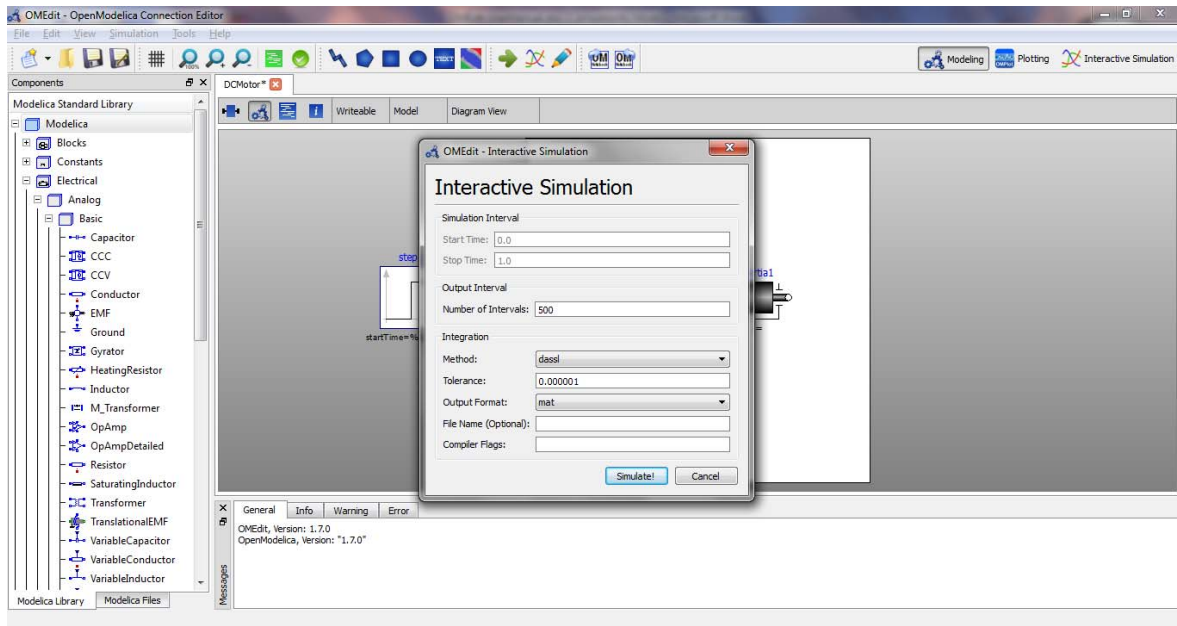 OMEdit - OpenModelica Connection Editor
File Edit View Simulation Tools Help
100% TEXT OM OM
Modeling Plotting Interactive Simulation
Components
DCMotor*
Modelica Standard Library
Writeable Model Diagram View
Modelica
Blocks
Constants
Electrical
Analog
Basic
Capacitor
CCC
CCV
Conductor
EMF
Ground
Gyrator
HeatingResistor
Inductor
M_Transformer
OpAmp
OpAmpDetailed
Resistor
SaturatingInductor
Transformer
TranslationalEMF
VariableCapacitor
VariableConductor
VariableInductor
Modelica Library Modelica Files
step
startTime=%
tia1
=
OMEdit - Interactive Simulation
Interactive Simulation
Simulation Interval
Start Time: 0.0
Stop Time: 1.0
Output Interval
Number of Intervals: 500
Integration
Method: dassl
Tolerance: 0.000001
Output Format: mat
File Name (Optional):
Compiler Flags:
Simulate! Cancel
General Info Warning Error
OMEdit, Version: 1.7.0
OpenModelica, Version: "1.7.0"
Messages